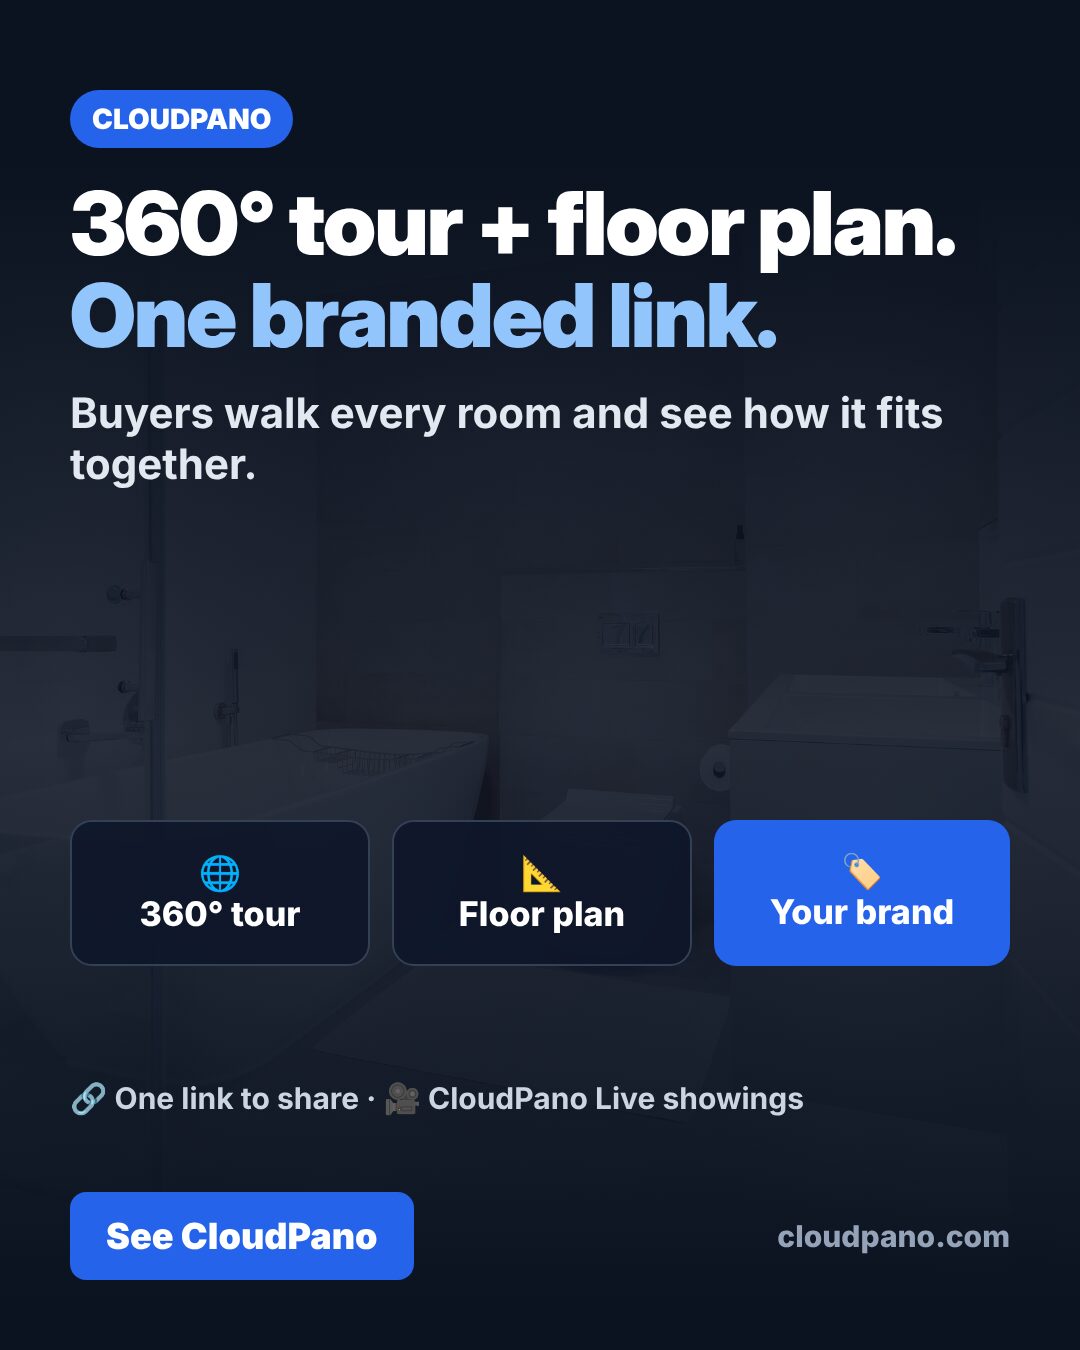 CLOUDPANO
360° tour + floor plan.
One branded link.
Buyers walk every room and see how it fits
together.
🌐
360° tour
📐
Floor plan
🏷️
Your brand
🔗 One link to share · 🎥 CloudPano Live showings
See CloudPano
cloudpano.com